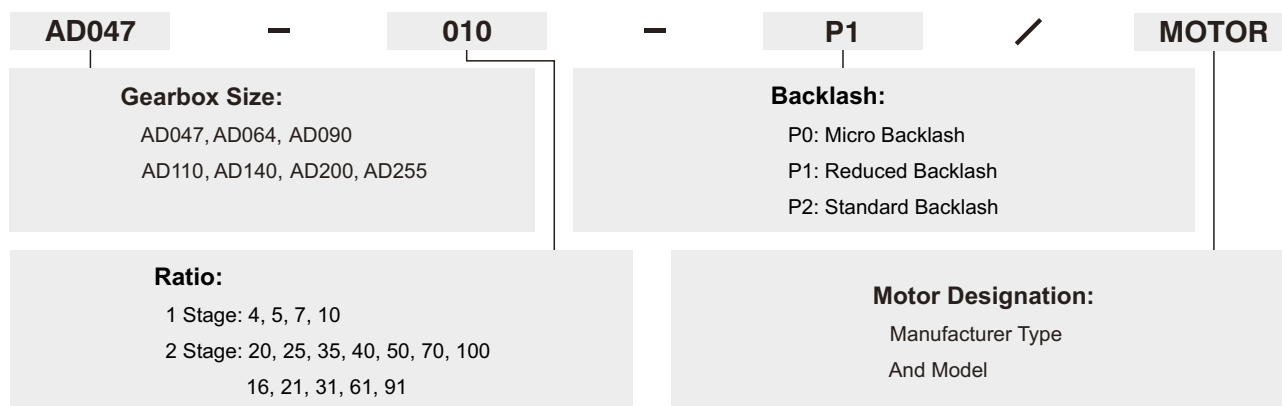 AD047 – 010 – P1 / MOTOR
Gearbox Size:
AD047, AD064, AD090
AD110, AD140, AD200, AD255
Backlash:
P0: Micro Backlash
P1: Reduced Backlash
P2: Standard Backlash
Ratio:
1 Stage: 4, 5, 7, 10
2 Stage: 20, 25, 35, 40, 50, 70, 100
16, 21, 31, 61, 91
Motor Designation:
Manufacturer Type
And Model